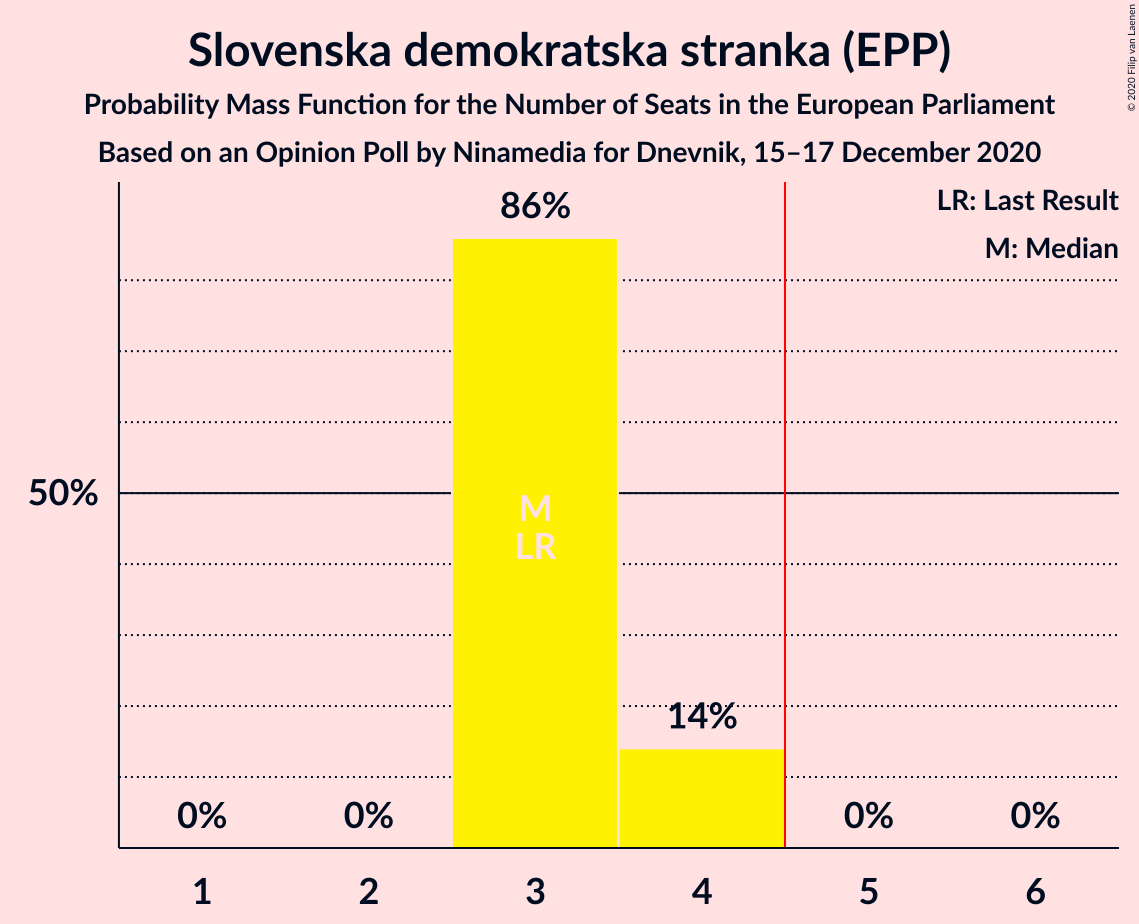 Slovenska demokratska stranka (EPP)
Probability Mass Function for the Number of Seats in the European Parliament
Based on an Opinion Poll by Ninamedia for Dnevnik, 15–17 December 2020
© 2020 Filip van Laenen
LR: Last Result
M: Median
86%
50%
M
LR
14%
0% 0% 0% 0%
1 2 3 4 5 6